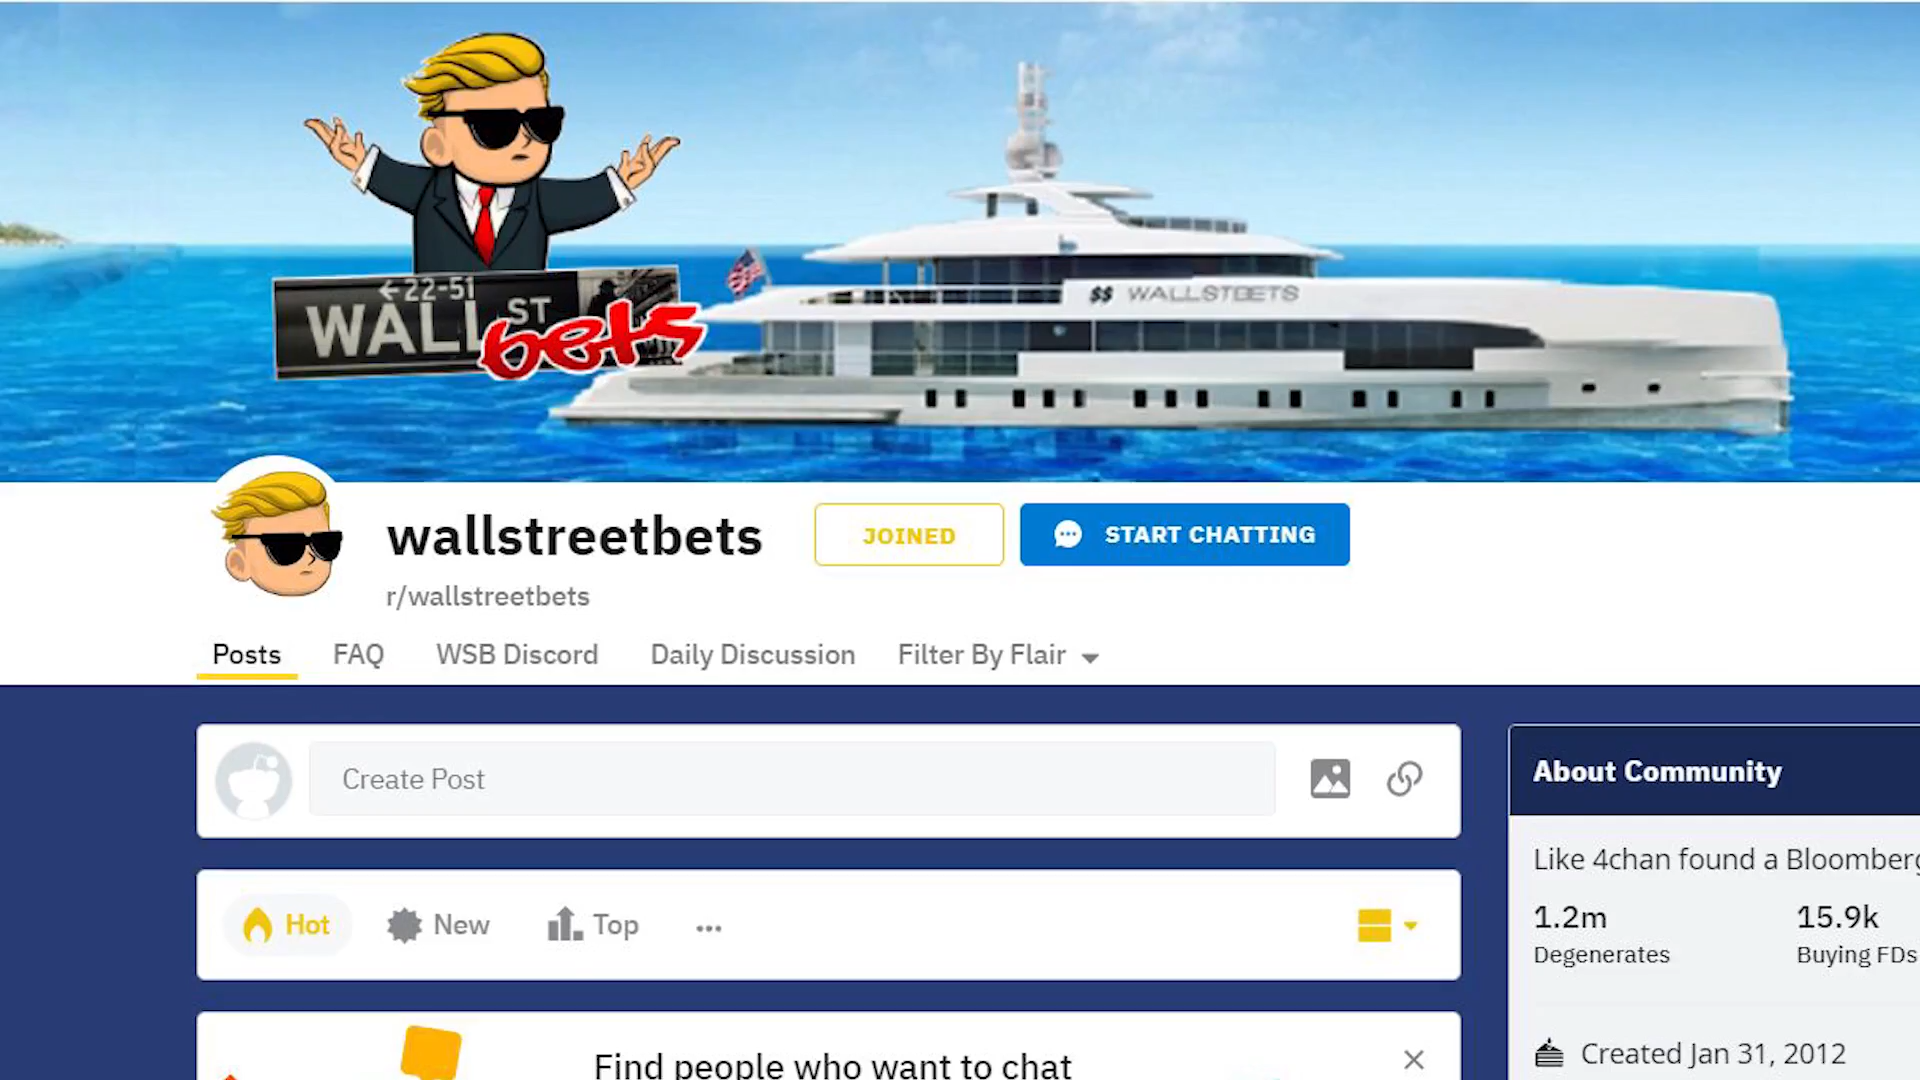 ←22-51
WALL ST
bets
$$ WALLSTBETS
wallstreetbets
JOINED
START CHATTING
r/wallstreetbets
Posts
FAQ
WSB Discord
Daily Discussion
Filter By Flair
Create Post
About Community
Like 4chan found a Bloomberg
1.2m
15.9k
Degenerates
Buying FDs
Hot
New
Top
...
Created Jan 31, 2012
Find people who want to chat